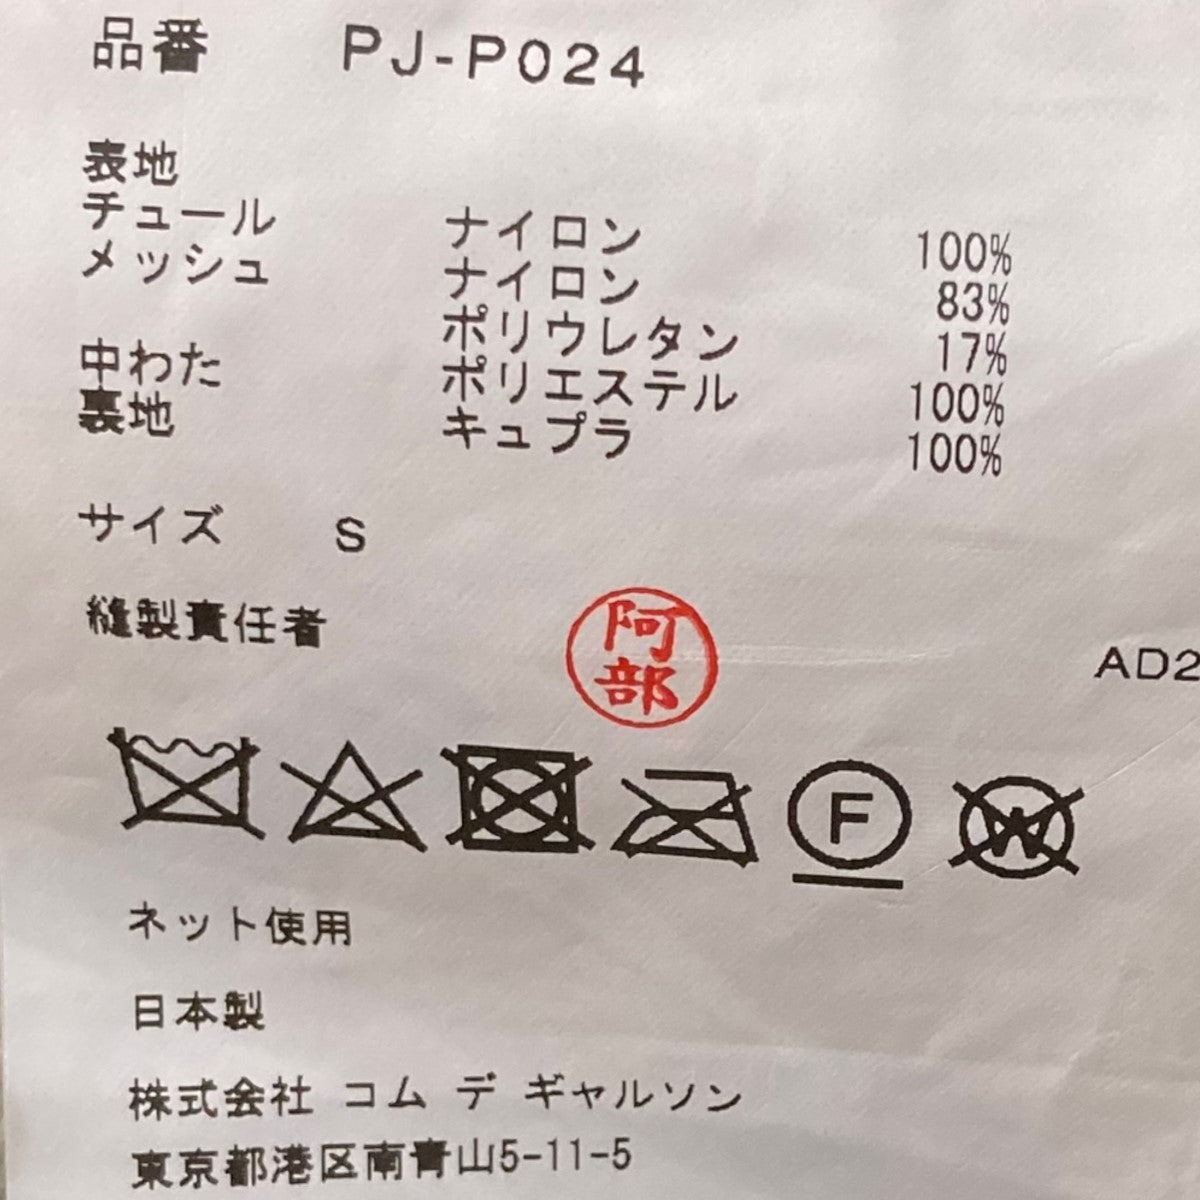 品番 PJ-P024
表地
チュール ナイロン 100%
メッシュ ナイロン 83%
ポリウレタン 17%
中わた ポリエステル 100%
裏地 キュプラ 100%
サイズ S
縫製責任者 阿部 AD2
F W
ネット使用
日本製
株式会社 コム デ ギャルソン
東京都港区南青山5-11-5